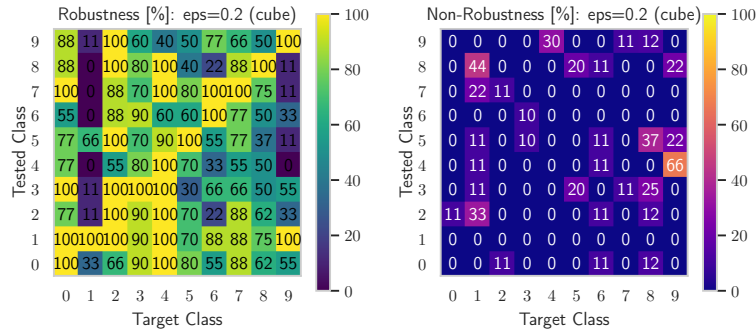 Robustness [%]: eps=0.2 (cube)
9 88 11 100 60 40 50 77 66 50 100
8 88 0 100 80 100 40 22 88 100 11
7 100 0 88 80 100 80 100 100 75 11
6 55 0 88 90 60 60 100 77 50 33
5 77 66 100 70 90 100 55 77 37 11
4 77 0 55 80 100 70 33 55 50 0
3 100 11 100 100 100 30 66 66 50 55
2 77 11 100 90 100 70 22 88 62 33
1 100 100 100 90 100 70 88 88 75 100
0 100 33 66 90 80 80 77 88 62 55
0 1 2 3 4 5 6 7 8 9
Target Class
Tested Class
100
80
60
40
20
0
Non-Robustness [%]: eps=0.2 (cube)
9 0 0 0 0 30 0 0 11 12 0
8 0 44 0 0 0 20 11 0 0 22
7 0 22 11 0 0 0 0 0 0 0
6 0 0 0 10 0 0 0 0 0 0
5 0 11 0 10 0 0 11 0 37 22
4 0 11 0 0 0 0 11 0 0 66
3 0 11 0 0 0 20 0 11 25 0
2 11 33 0 0 0 0 11 0 12 0
1 0 0 0 0 0 0 0 0 0 0
0 0 0 11 0 0 0 11 0 12 0
0 1 2 3 4 5 6 7 8 9
Target Class
Tested Class
100
80
60
40
20
0